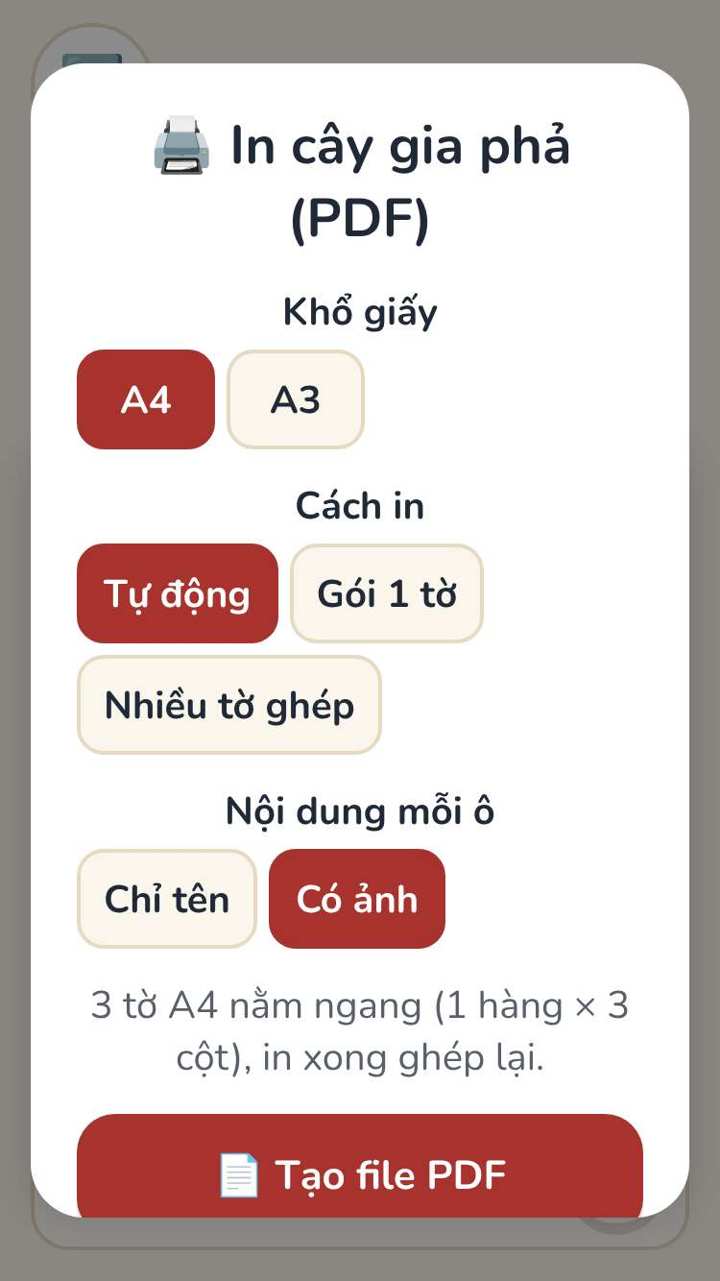 In cây gia phả
(PDF)
Khổ giấy
A4 A3
Cách in
Tự động Gói 1 tờ
Nhiều tờ ghép
Nội dung mỗi ô
Chỉ tên Có ảnh
3 tờ A4 nằm ngang (1 hàng × 3
cột), in xong ghép lại.
Tạo file PDF